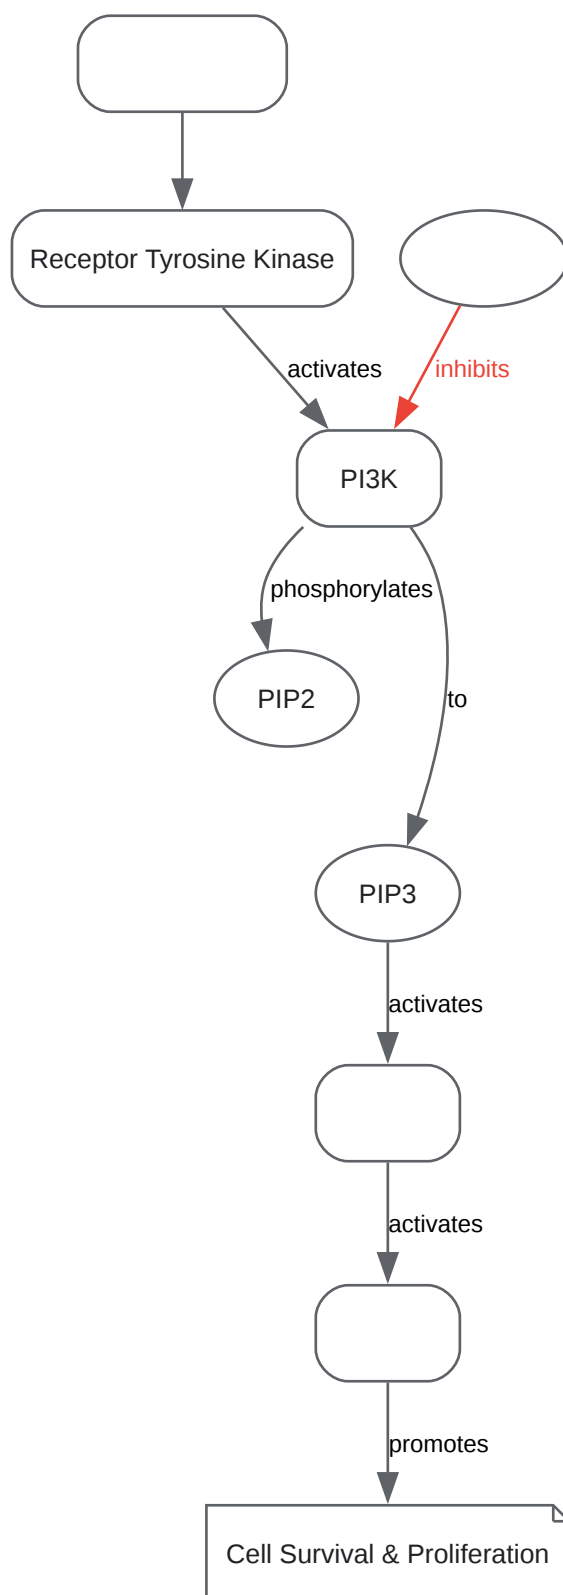 Receptor Tyrosine Kinase
activates
inhibits
PI3K
phosphorylates
PIP2
to
PIP3
activates
activates
promotes
Cell Survival & Proliferation